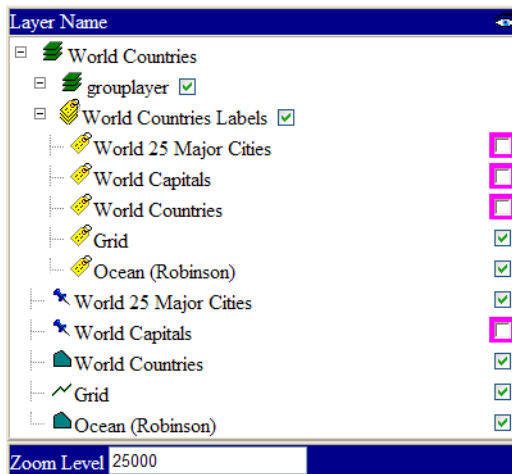 Layer Name
World Countries
grouplayer
World Countries Labels
World 25 Major Cities
World Capitals
World Countries
Grid
Ocean (Robinson)
World 25 Major Cities
World Capitals
World Countries
Grid
Ocean (Robinson)
Zoom Level 25000